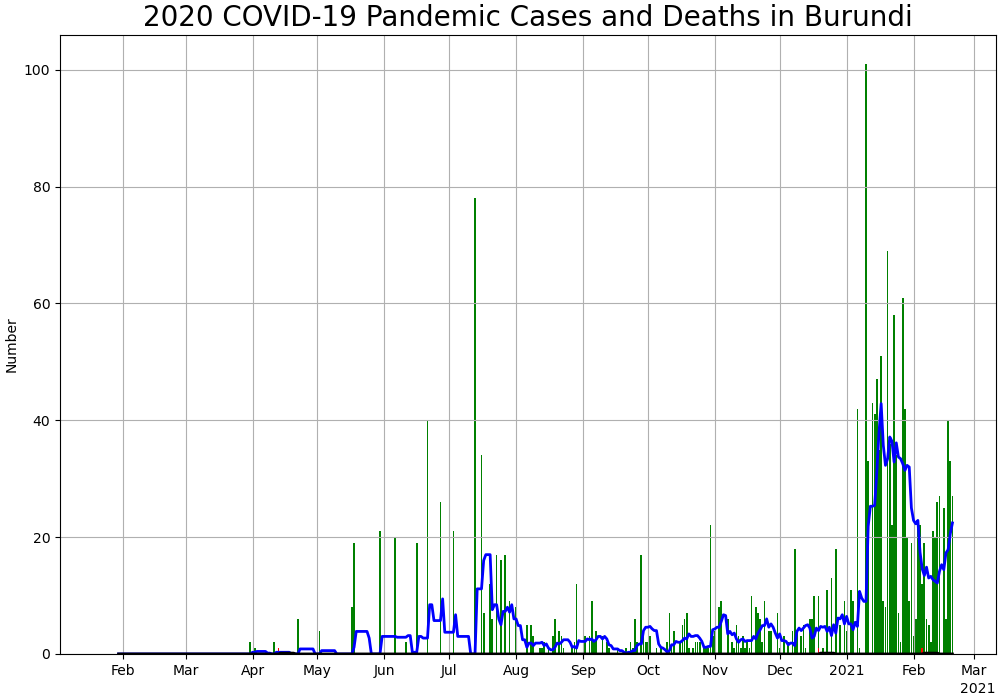 2020 COVID-19 Pandemic Cases and Deaths in Burundi
100
80
60
40
20
0
Number
Feb Mar Apr May Jun Jul Aug Sep Oct Nov Dec 2021 Feb Mar
2021